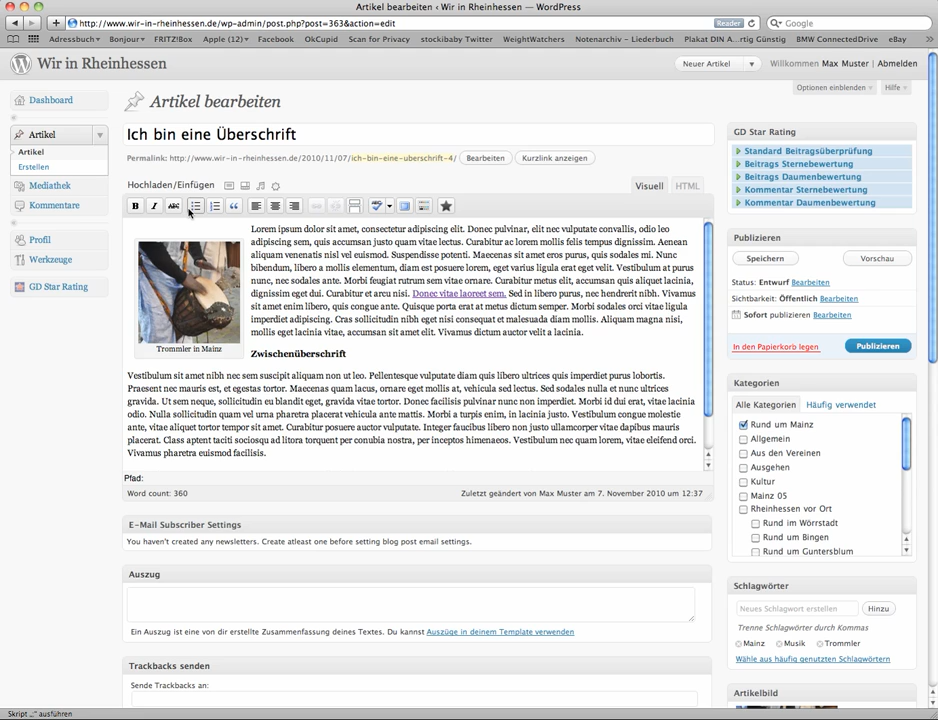 Artikel bearbeiten ‹ Wir in Rheinhessen — WordPress
http://www.wir-in-rheinhessen.de/wp-admin/post.php?post=363&action=edit
Reader
Google
Adressbuch Bonjour FRITZ!Box Apple (12) Facebook OkCupid Scan for Privacy stockibaby Twitter WeightWatchers Notenarchiv – Liederbuch Plakat DIN A...rtig Günstig BMW ConnectedDrive eBay
Wir in Rheinhessen
Neuer Artikel
Willkommen Max Muster | Abmelden
Optionen einblenden
Hilfe
Dashboard
Artikel
Artikel
Erstellen
Mediathek
Kommentare
Profil
Werkzeuge
GD Star Rating
Artikel bearbeiten
Ich bin eine Überschrift
Permalink: http://www.wir-in-rheinhessen.de/2010/11/07/ich-bin-eine-uberschrift-4/ Bearbeiten Kurzlink anzeigen
Hochladen/Einfügen
Visuell HTML
B I ABC
Lorem ipsum dolor sit amet, consectetur adipiscing elit. Donec pulvinar, elit nec vulputate convallis, odio leo
adipiscing sem, quis accumsan justo quam vitae lectus. Curabitur ac lorem mollis felis tempus dignissim. Aenean
aliquam venenatis nisl vel euismod. Suspendisse potenti. Maecenas sit amet eros purus, quis sodales mi. Nunc
bibendum, libero a mollis elementum, diam est posuere lorem, eget varius ligula erat eget velit. Vestibulum at purus
nunc, nec sodales ante. Morbi feugiat rutrum sem vitae ornare. Curabitur metus elit, accumsan quis aliquet lacinia,
dignissim eget dui. Curabitur et arcu nisi. Donec vitae laoreet sem. Sed in libero purus, nec hendrerit nibh. Vivamus
sit amet enim libero, quis congue ante. Quisque porta erat at metus dictum semper. Morbi sodales orci vitae ligula
imperdiet adipiscing. Cras sollicitudin nibh eget nisi consequat et malesuada diam mollis. Aliquam magna nisi,
mollis eget lacinia vitae, accumsan sit amet elit. Vivamus dictum auctor velit a lacinia.
Trommler in Mainz
Zwischenüberschrift
Vestibulum sit amet nibh nec sem suscipit aliquam non ut leo. Pellentesque vulputate diam quis libero ultrices quis imperdiet purus lobortis.
Praesent nec mauris est, et egestas tortor. Maecenas quam lacus, ornare eget mollis at, vehicula sed lectus. Sed sodales nulla et nunc ultrices
gravida. Ut sem neque, sollicitudin eu blandit eget, gravida vitae tortor. Donec facilisis pulvinar nunc non imperdiet. Morbi id dui erat, vitae lacinia
odio. Nulla sollicitudin quam vel urna pharetra placerat vehicula ante mattis. Morbi a turpis enim, in lacinia justo. Vestibulum congue molestie
ante, vitae aliquet tortor tempor sit amet. Curabitur posuere auctor vulputate. Integer faucibus libero non justo ullamcorper vitae dapibus mauris
placerat. Class aptent taciti sociosqu ad litora torquent per conubia nostra, per inceptos himenaeos. Vestibulum nec quam lorem, vitae eleifend orci.
Vivamus pharetra euismod facilisis.
Pfad:
Word count: 360
Zuletzt geändert von Max Muster am 7. November 2010 um 12:37
E-Mail Subscriber Settings
You haven't created any newsletters. Create atleast one before setting blog post email settings.
Auszug
Ein Auszug ist eine von dir erstellte Zusammenfassung deines Textes. Du kannst Auszüge in deinem Template verwenden
Trackbacks senden
Sende Trackbacks an:
GD Star Rating
Standard Beitragsüberprüfung
Beitrags Sternebewertung
Beitrags Daumenbewertung
Kommentar Sternebewertung
Kommentar Daumenbewertung
Publizieren
Speichern Vorschau
Status: Entwurf Bearbeiten
Sichtbarkeit: Öffentlich Bearbeiten
Sofort publizieren Bearbeiten
In den Papierkorb legen Publizieren
Kategorien
Alle Kategorien Häufig verwendet
Rund um Mainz
Allgemein
Aus den Vereinen
Ausgehen
Kultur
Mainz 05
Rheinhessen vor Ort
Rund im Wörrstadt
Rund um Bingen
Rund um Guntersblum
Schlagwörter
Neues Schlagwort erstellen Hinzu
Trenne Schlagwörter durch Kommas
Mainz Musik Trommler
Wähle aus häufig genutzten Schlagwörtern
Artikelbild
Skript „;“ ausführen